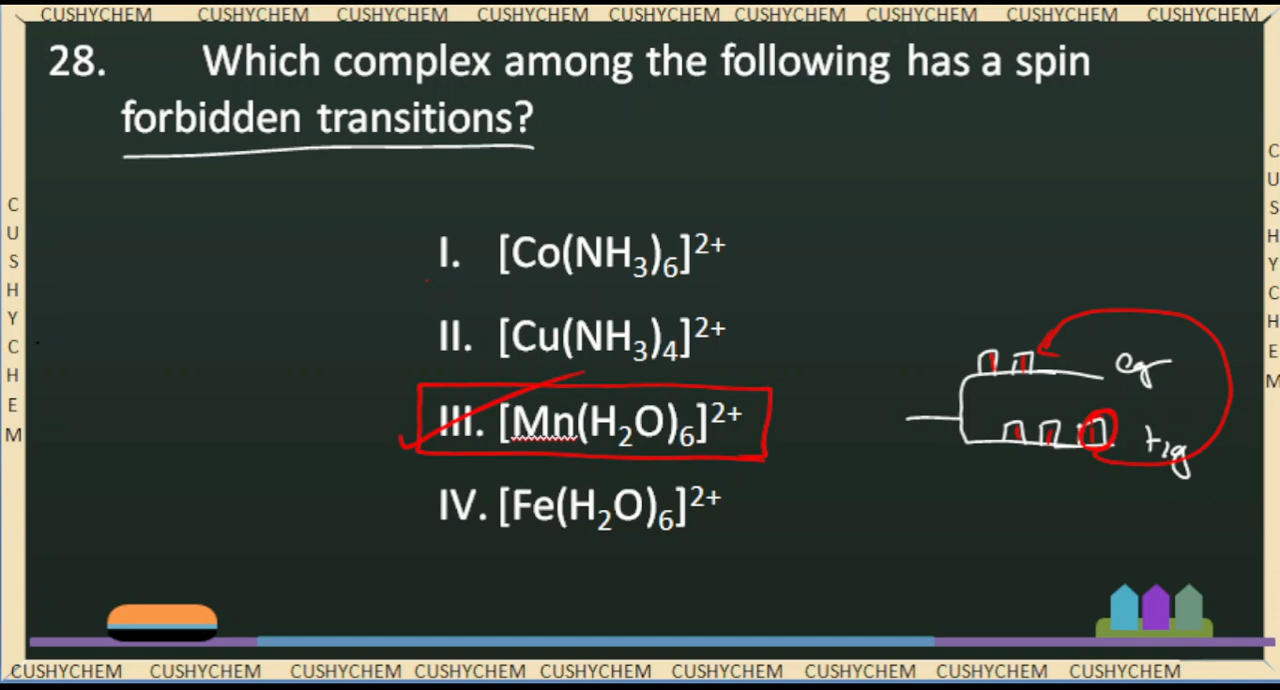 CUSHYCHEM CUSHYCHEM CUSHYCHEM CUSHYCHEM CUSHYCHEM CUSHYCHEM CUSHYCHEM CUSHYCHEM CUSHYCHEM
28. Which complex among the following has a spin
forbidden transitions?
CUSHYCHEM
CUSHYCHEM
I. [Co(NH₃)₆]²⁺
II. [Cu(NH₃)₄]²⁺
III. [Mn(H₂O)₆]²⁺
IV. [Fe(H₂O)₆]²⁺
eg
t₂g
CUSHYCHEM CUSHYCHEM CUSHYCHEM CUSHYCHEM CUSHYCHEM CUSHYCHEM CUSHYCHEM CUSHYCHEM CUSHYCHEM